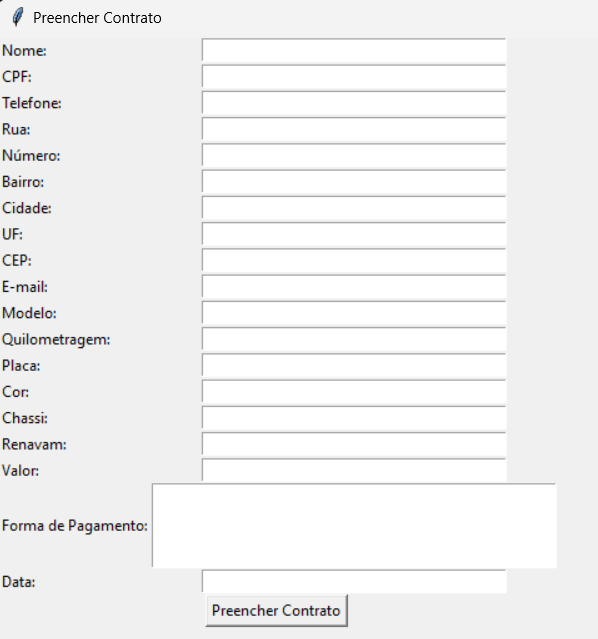 Preencher Contrato
Nome:
CPF:
Telefone:
Rua:
Número:
Bairro:
Cidade:
UF:
CEP:
E-mail:
Modelo:
Quilometragem:
Placa:
Cor:
Chassi:
Renavam:
Valor:
Forma de Pagamento:
Data:
Preencher Contrato